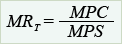 MR_T = MPC / MPS